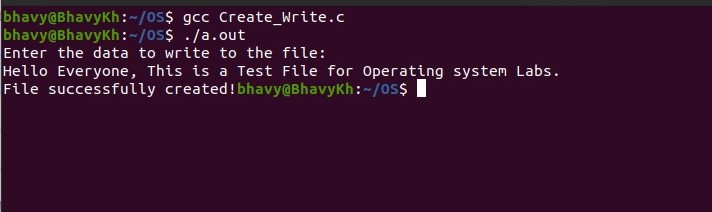 bhavy@BhavyKh:~/OS$ gcc Create_Write.c
bhavy@BhavyKh:~/OS$ ./a.out
Enter the data to write to the file:
Hello Everyone, This is a Test File for Operating system Labs.
File successfully created!bhavy@BhavyKh:~/OS$